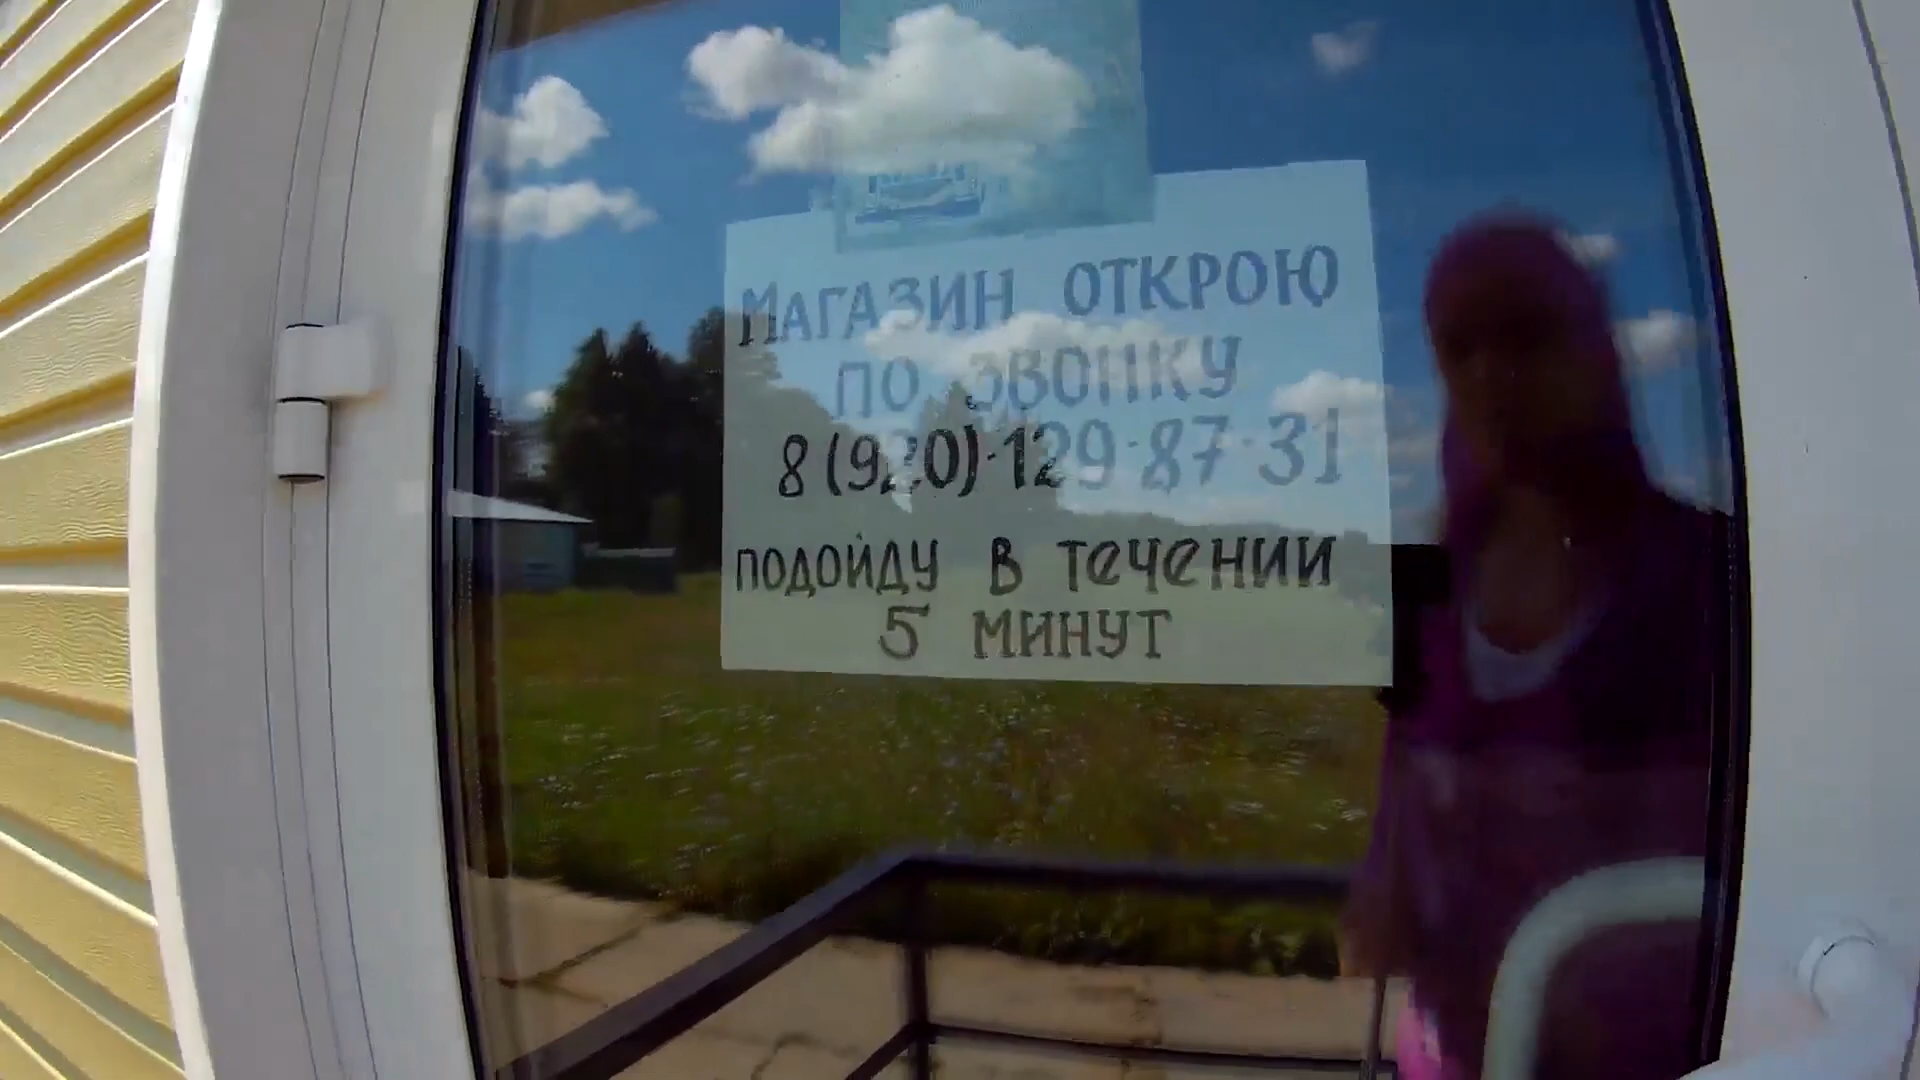 МАГАЗИН ОТКРОЮ
ПО ЗВОНКУ
8(920)-129-87-31
ПОДОЙДУ В ТЕЧЕНИИ
5 МИНУТ